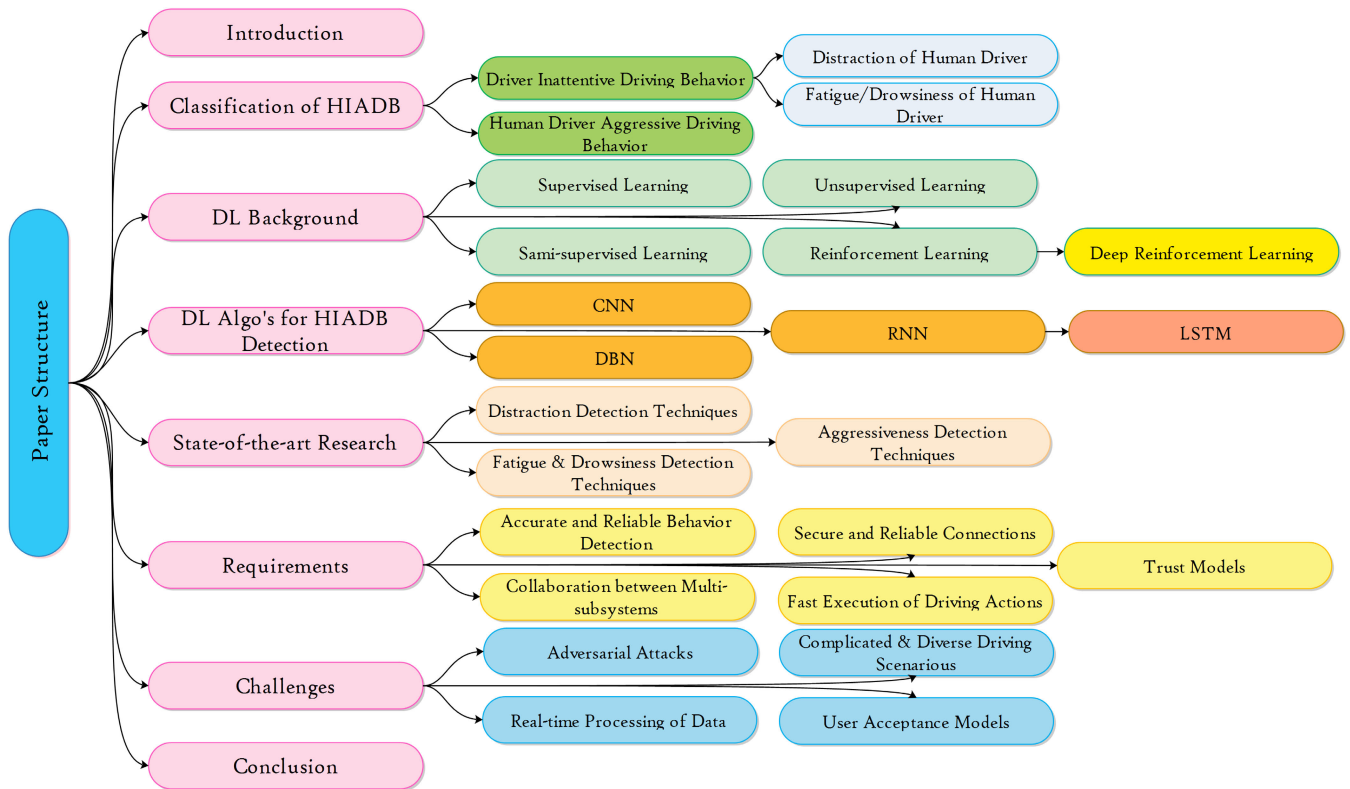 Paper Structure
Introduction
Classification of HIADB
Driver Inattentive Driving Behavior
Distraction of Human Driver
Fatigue/Drowsiness of Human
Driver
Human Driver Aggressive Driving
Behavior
DL Background
Supervised Learning
Unsupervised Learning
Sami-supervised Learning
Reinforcement Learning
Deep Reinforcement Learning
DL Algo's for HIADB
Detection
CNN
RNN
LSTM
DBN
State-of-the-art Research
Distraction Detection Techniques
Aggressiveness Detection
Techniques
Fatigue & Drowsiness Detection
Techniques
Requirements
Accurate and Reliable Behavior
Detection
Secure and Reliable Connections
Trust Models
Collaboration between Multi-
subsystems
Fast Execution of Driving Actions
Challenges
Adversarial Attacks
Complicated & Diverse Driving
Scenarious
Real-time Processing of Data
User Acceptance Models
Conclusion